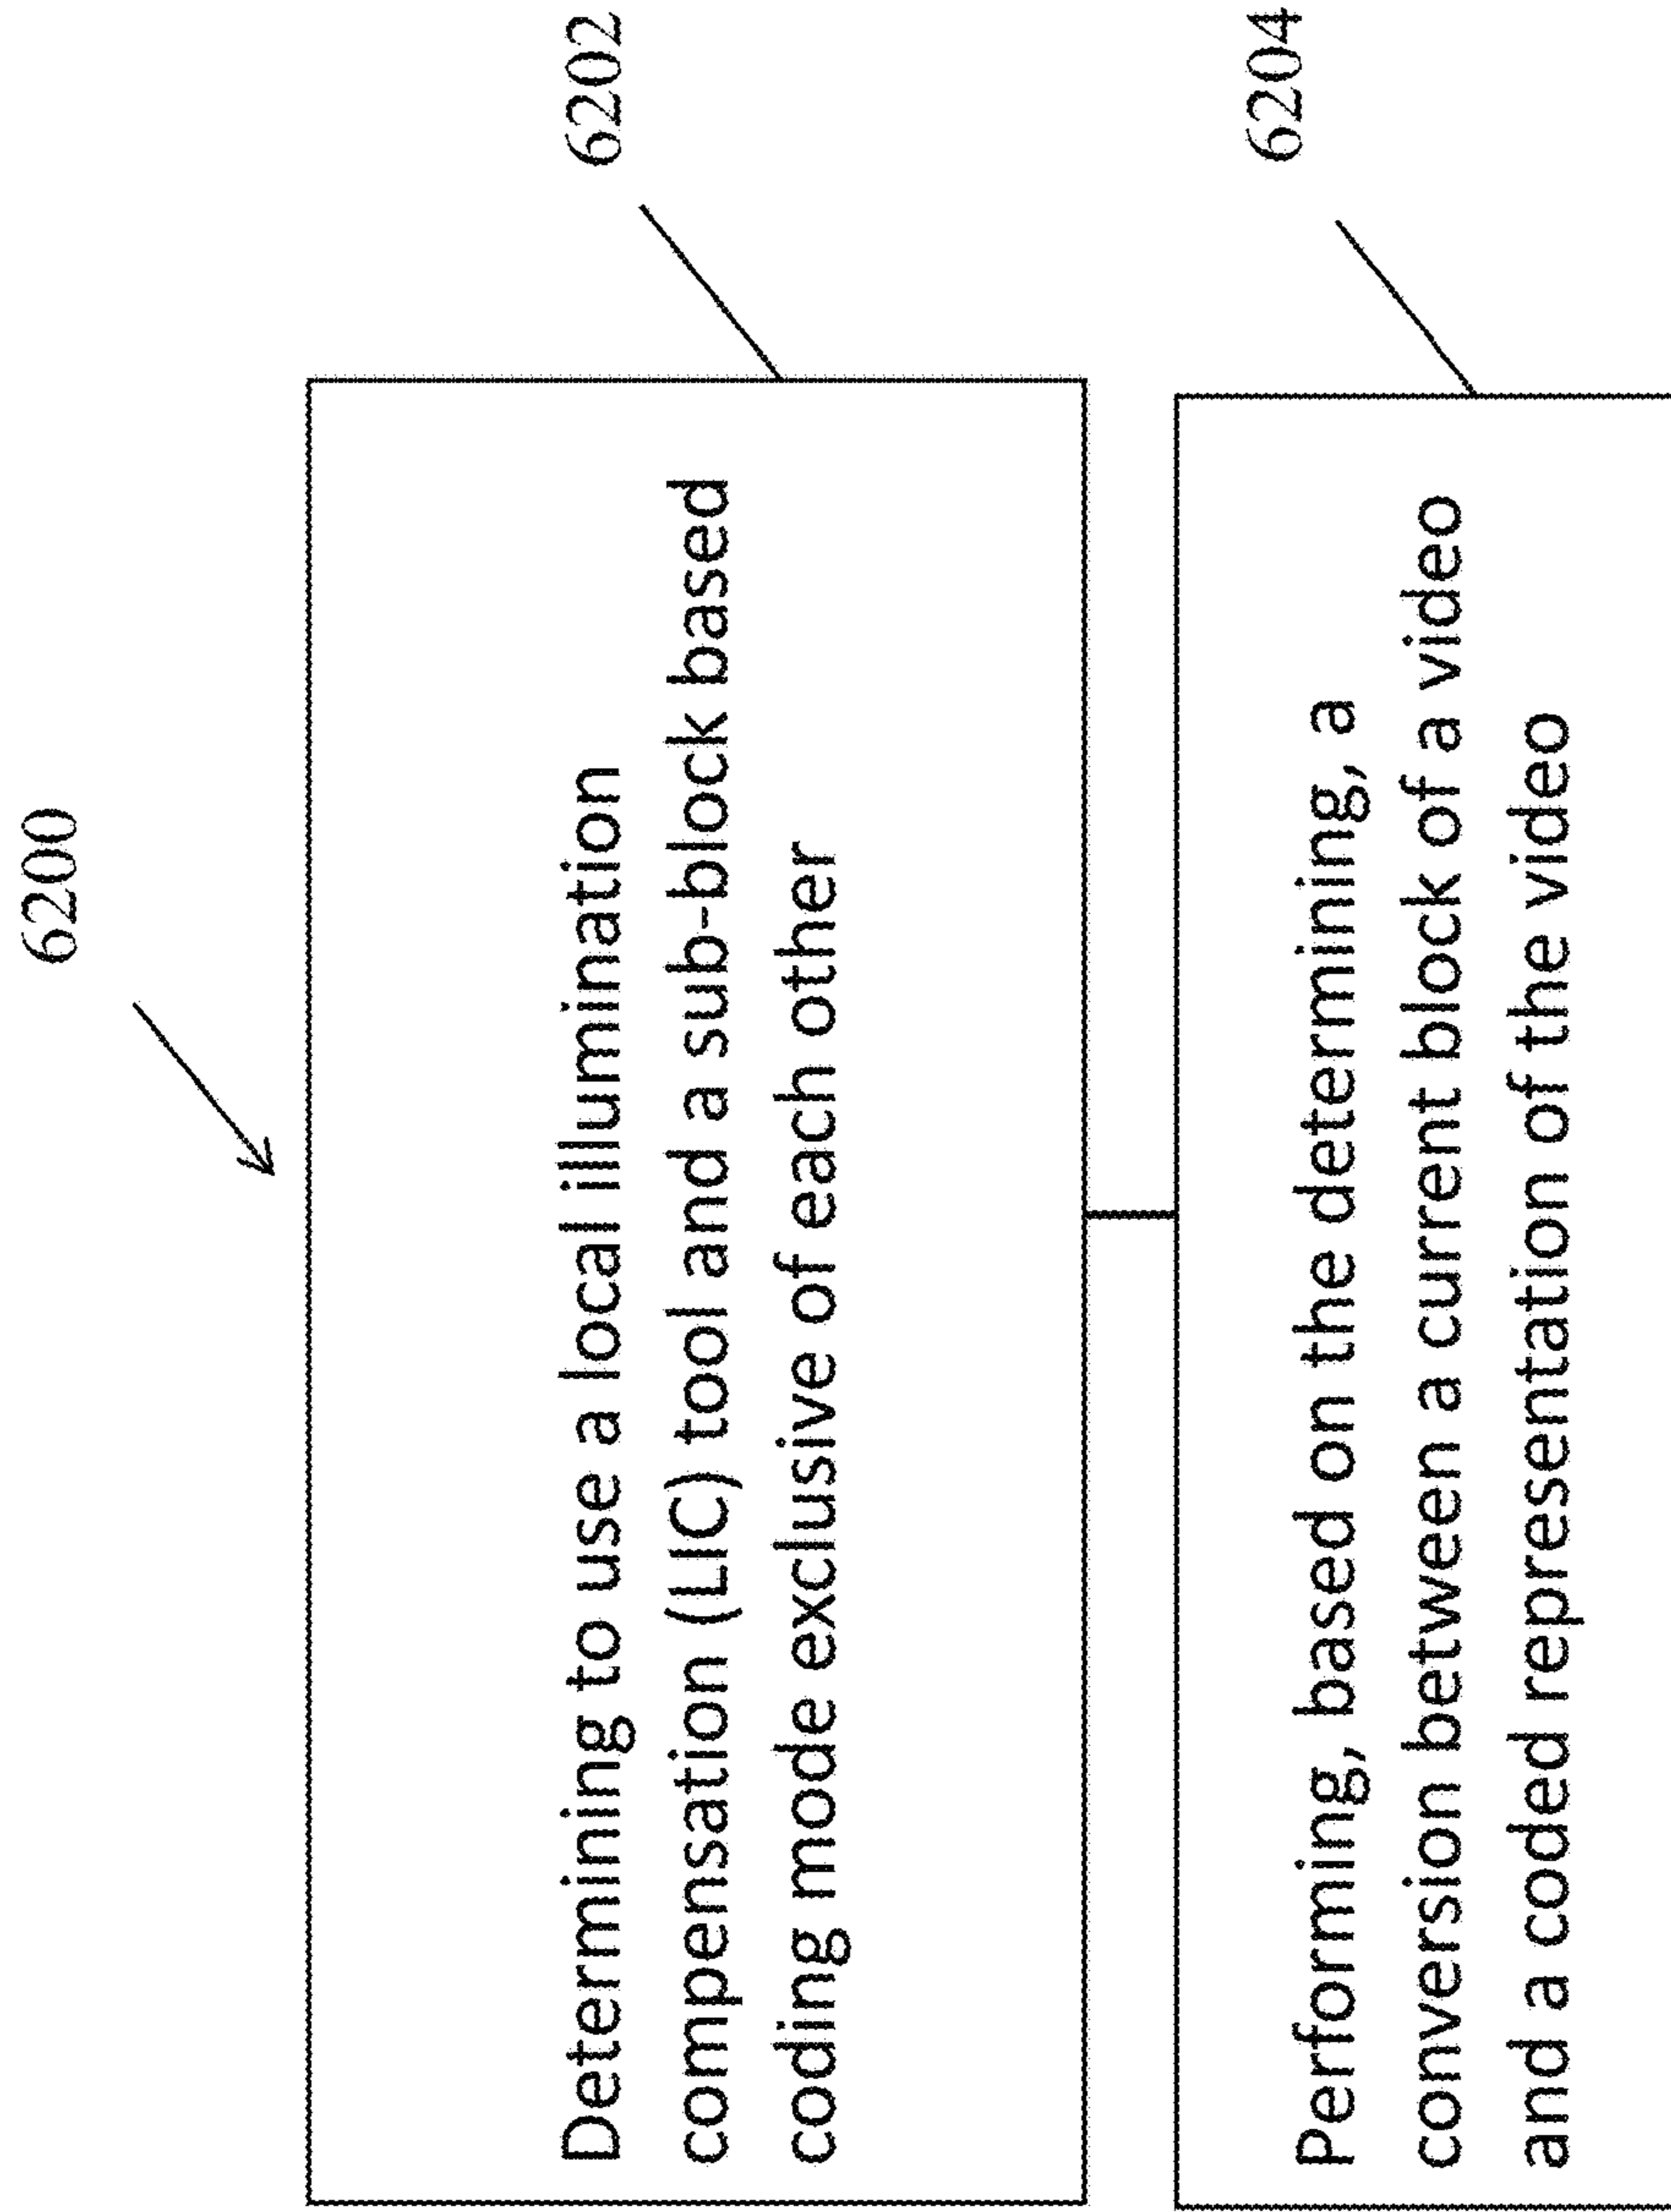 6200
Determining to use a local illumination
compensation (LIC) tool and a sub-block based
coding mode exclusive of each other
6202
Performing, based on the determining, a
conversion between a current block of a video
and a coded representation of the video
6204